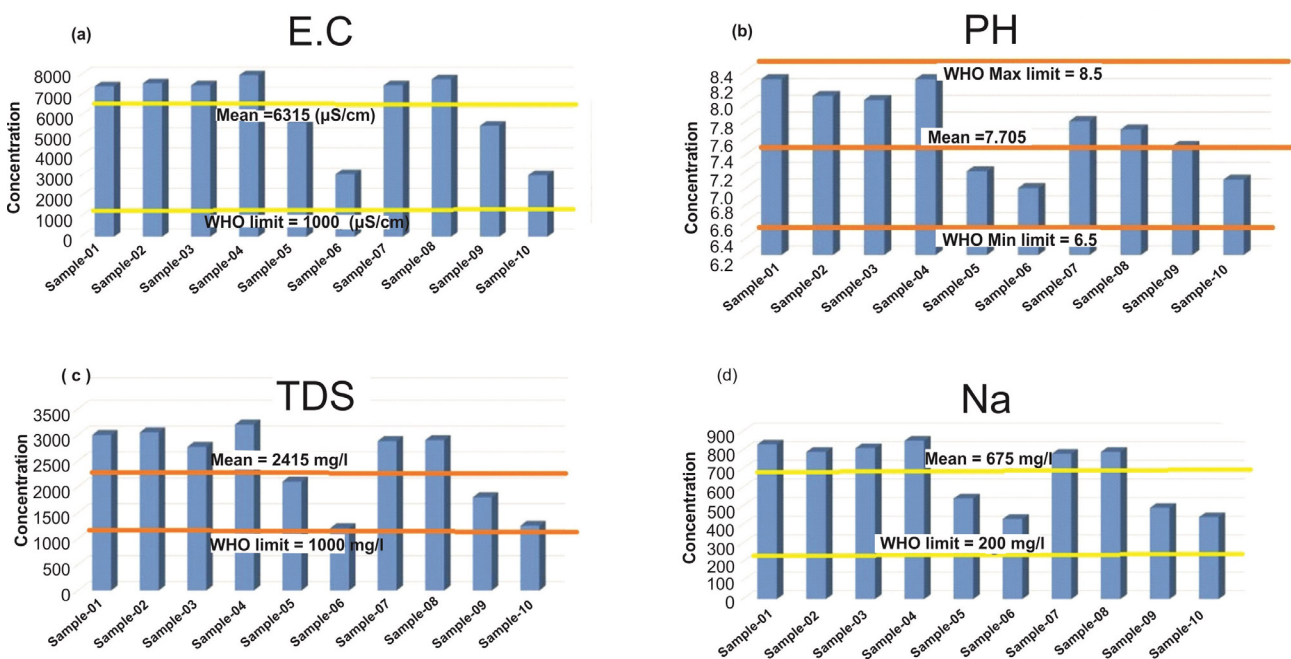 (a)
E.C
Concentration
8000
7000
6000
5000
4000
3000
2000
1000
0
Mean =6315 (µS/cm)
WHO limit = 1000 (µS/cm)
Sample-01
Sample-02
Sample-03
Sample-04
Sample-05
Sample-06
Sample-07
Sample-08
Sample-09
Sample-10
(b)
PH
Concentration
8.4
8.2
8.0
7.8
7.6
7.4
7.2
7.0
6.8
6.6
6.4
6.2
WHO Max limit = 8.5
Mean =7.705
WHO Min limit = 6.5
Sample-01
Sample-02
Sample-03
Sample-04
Sample-05
Sample-06
Sample-07
Sample-08
Sample-09
Sample-10
( c )
TDS
Concentration
3500
3000
2500
2000
1500
1000
500
0
Mean = 2415 mg/l
WHO limit = 1000 mg/l
Sample-01
Sample-02
Sample-03
Sample-04
Sample-05
Sample-06
Sample-07
Sample-08
Sample-09
Sample-10
(d)
Na
Concentration
900
800
700
600
500
400
300
200
100
0
Mean = 675 mg/l
WHO limit = 200 mg/l
Sample-01
Sample-02
Sample-03
Sample-04
Sample-05
Sample-06
Sample-07
Sample-08
Sample-09
Sample-10